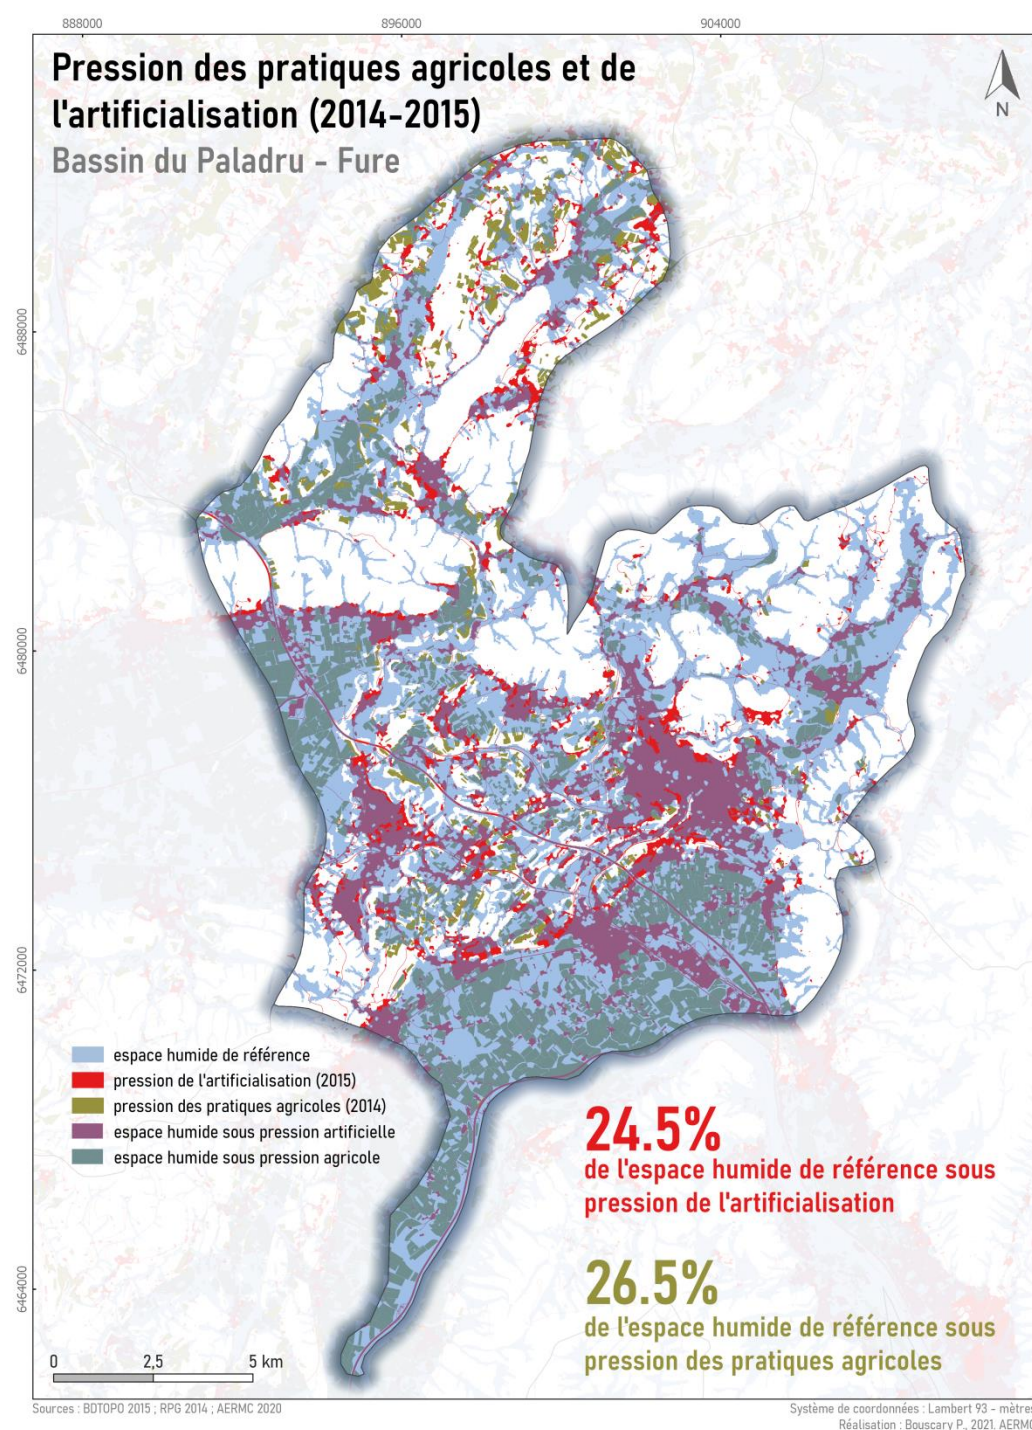 888000
896000
904000
Pression des pratiques agricoles et de
l'artificialisation (2014-2015)
Bassin du Paladru - Fure
N
6488000
6480000
6472000
6464000
espace humide de référence
pression de l'artificialisation (2015)
pression des pratiques agricoles (2014)
espace humide sous pression artificielle
espace humide sous pression agricole
24.5%
de l'espace humide de référence sous
pression de l'artificialisation
26.5%
de l'espace humide de référence sous
pression des pratiques agricoles
0 2,5 5 km
Sources : BDTOPO 2015 ; RPG 2014 ; AERMC 2020
Système de coordonnées : Lambert 93 - mètres
Réalisation : Bouscary P., 2021. AERMC